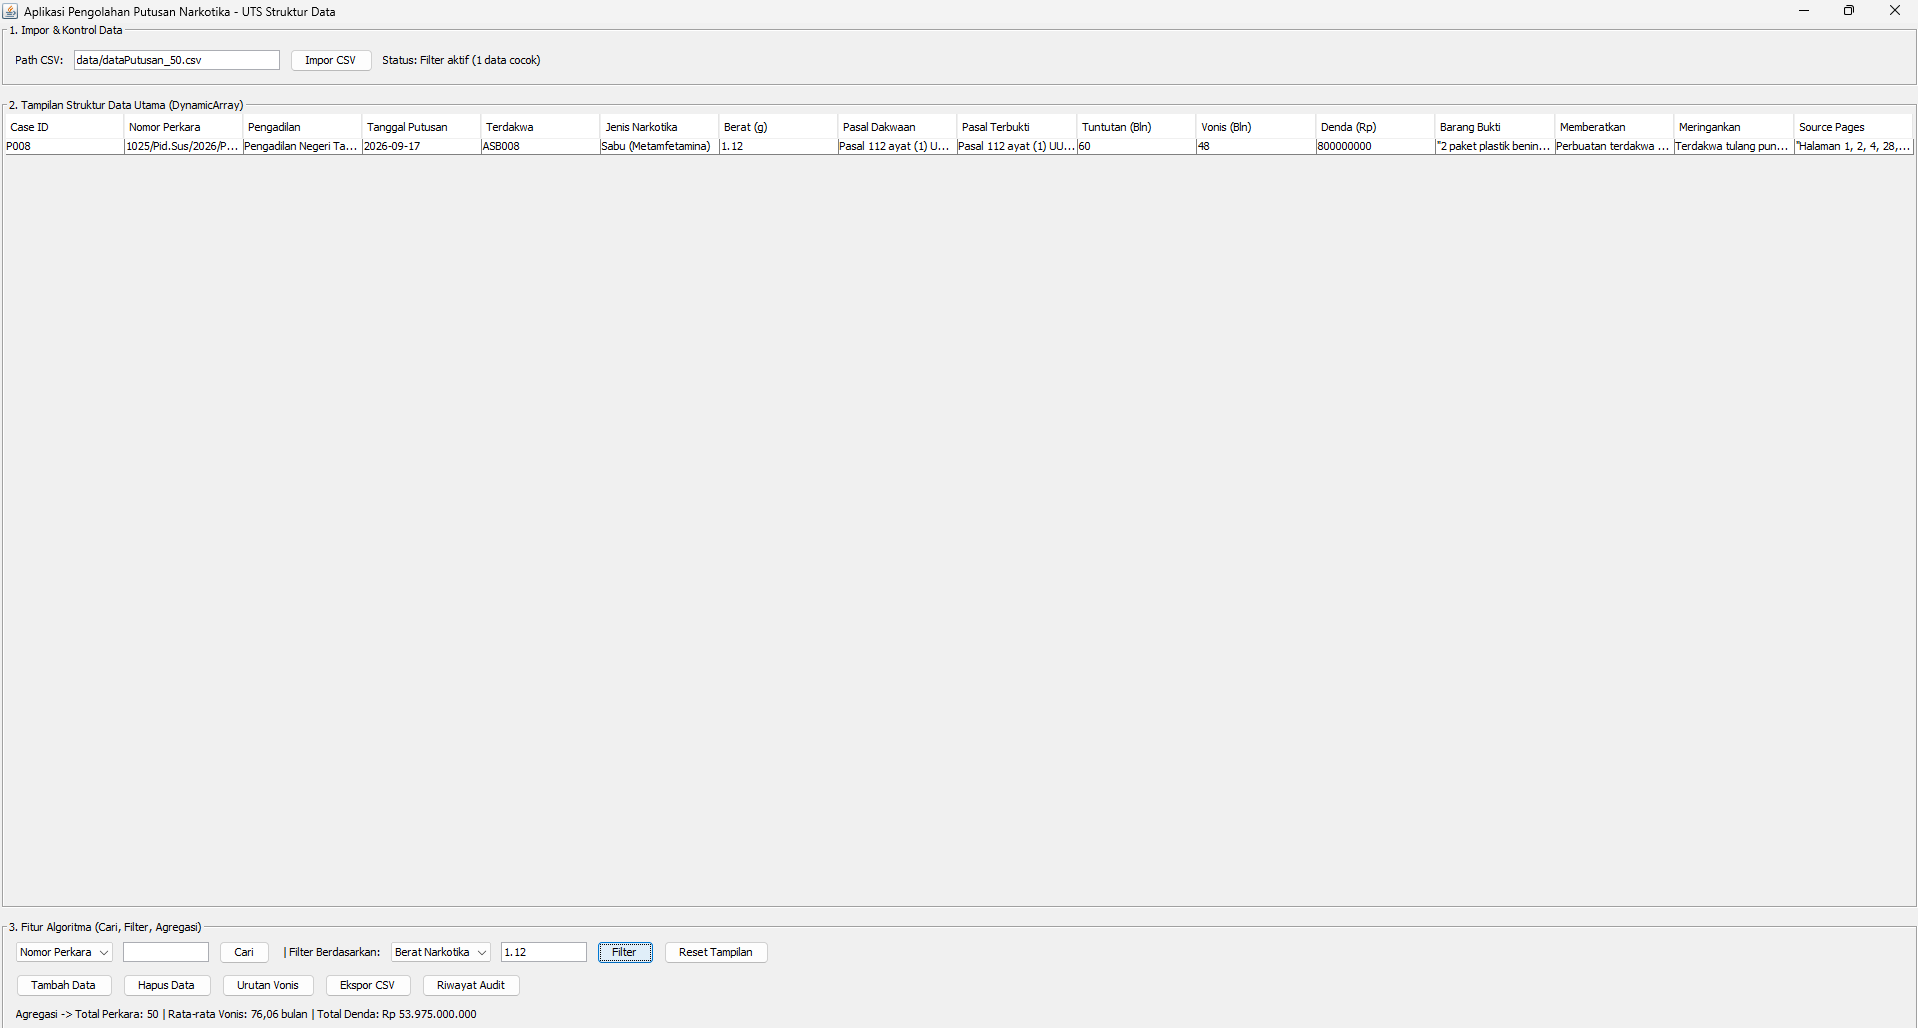 Aplikasi Pengolahan Putusan Narkotika - UTS Struktur Data
1. Impor & Kontrol Data
Path CSV: data/dataPutusan_50.csv Impor CSV Status: Filter aktif (1 data cocok)
2. Tampilan Struktur Data Utama (DynamicArray)
Case ID Nomor Perkara Pengadilan Tanggal Putusan Terdakwa Jenis Narkotika Berat (g) Pasal Dakwaan Pasal Terbukti Tuntutan (Bln) Vonis (Bln) Denda (Rp) Barang Bukti Memberatkan Meringankan Source Pages
P008 1025/Pid.Sus/2026/P... Pengadilan Negeri Ta... 2026-09-17 ASB008 Sabu (Metamfetamina) 1.12 Pasal 112 ayat (1) U... Pasal 112 ayat (1) UU... 60 48 800000000 "2 paket plastik benin... Perbuatan terdakwa ... Terdakwa tulang pun... "Halaman 1, 2, 4, 28,...
3. Fitur Algoritma (Cari, Filter, Agregasi)
Nomor Perkara Cari | Filter Berdasarkan: Berat Narkotika 1.12 Filter Reset Tampilan
Tambah Data Hapus Data Urutan Vonis Ekspor CSV Riwayat Audit
Agregasi -> Total Perkara: 50 | Rata-rata Vonis: 76,06 bulan | Total Denda: Rp 53.975.000.000